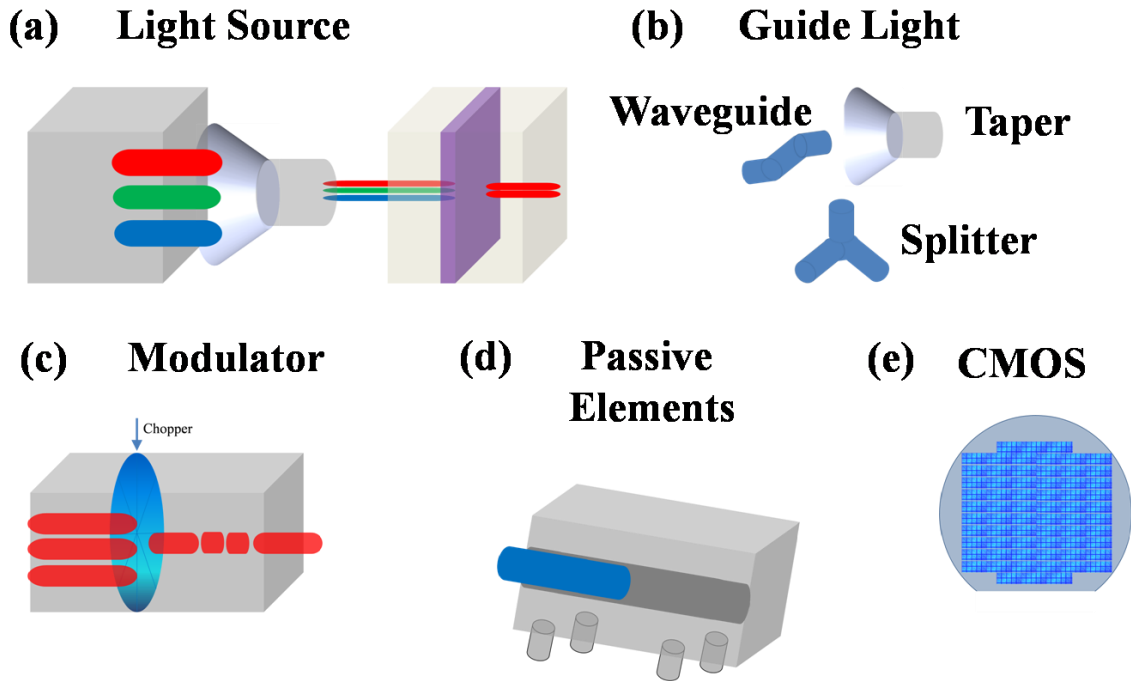 (a) Light Source
(b) Guide Light
Waveguide
Taper
Splitter
(c) Modulator
Chopper
(d) Passive
Elements
(e) CMOS